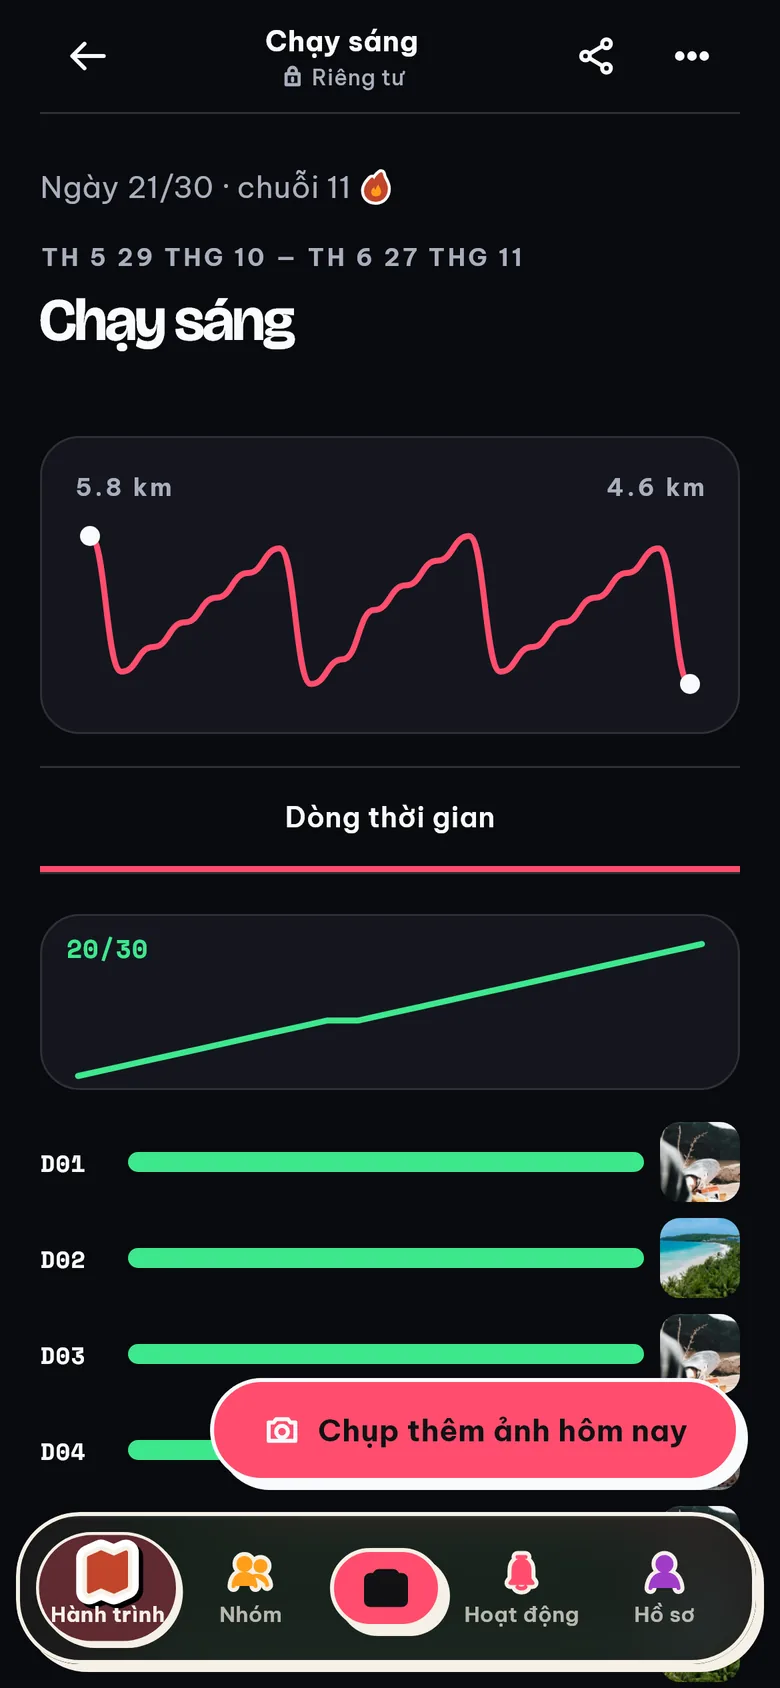 Chạy sáng
Riêng tư
Ngày 21/30 · chuỗi 11
TH 5 29 THG 10 – TH 6 27 THG 11
Chạy sáng
5.8 km
4.6 km
Dòng thời gian
20/30
D01
D02
D03
D04
Chụp thêm ảnh hôm nay
Hành trình
Nhóm
Hoạt động
Hồ sơ